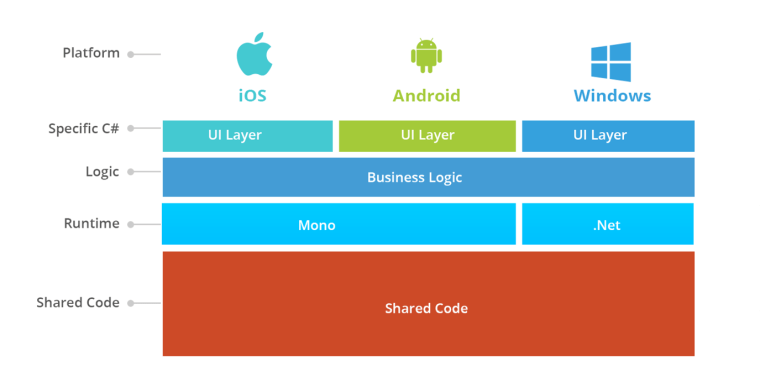 Platform
iOS
Android
Windows
Specific C#
UI Layer
UI Layer
UI Layer
Logic
Business Logic
Runtime
Mono
.Net
Shared Code
Shared Code